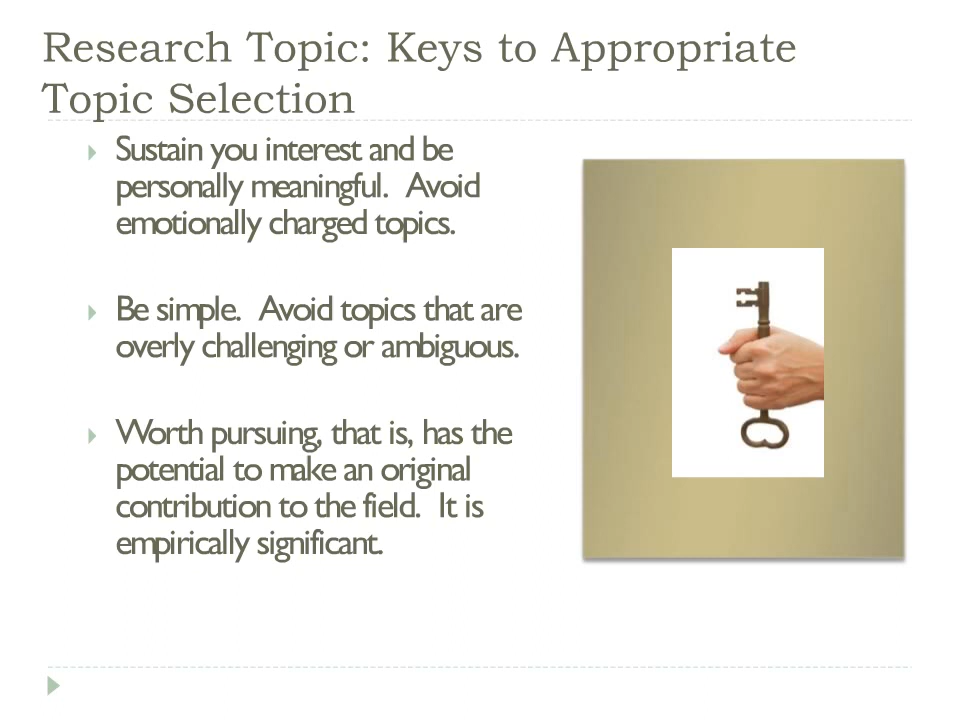 Research Topic: Keys to Appropriate
Topic Selection
Sustain you interest and be
personally meaningful. Avoid
emotionally charged topics.
Be simple. Avoid topics that are
overly challenging or ambiguous.
Worth pursuing, that is, has the
potential to make an original
contribution to the field. It is
empirically significant.